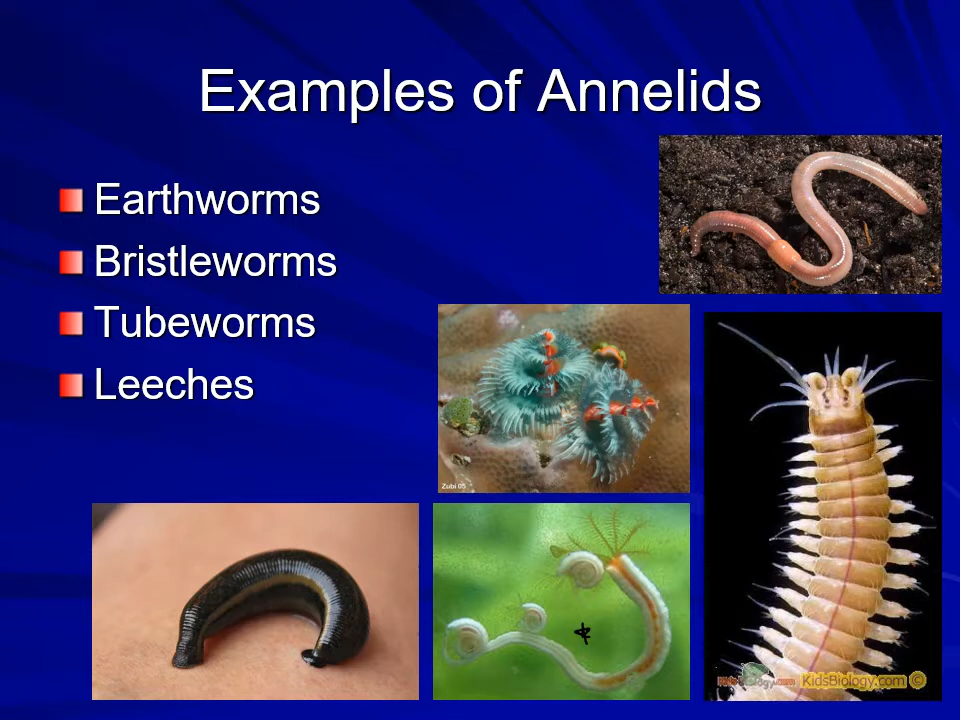 Examples of Annelids
Earthworms
Bristleworms
Tubeworms
Leeches
Zubi 05
KidsBiology.com ©